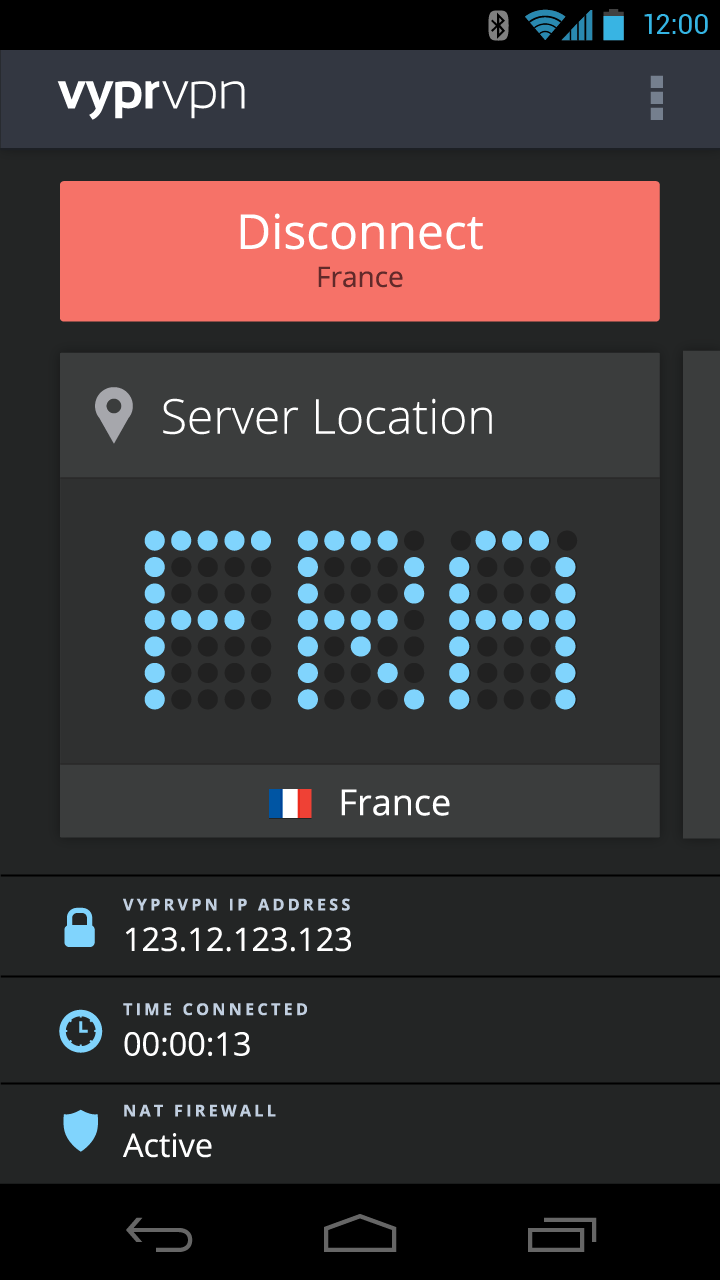 12:00
vyprvpn
Disconnect
France
Server Location
FRA
France
VYPRVPN IP ADDRESS
123.12.123.123
TIME CONNECTED
00:00:13
NAT FIREWALL
Active